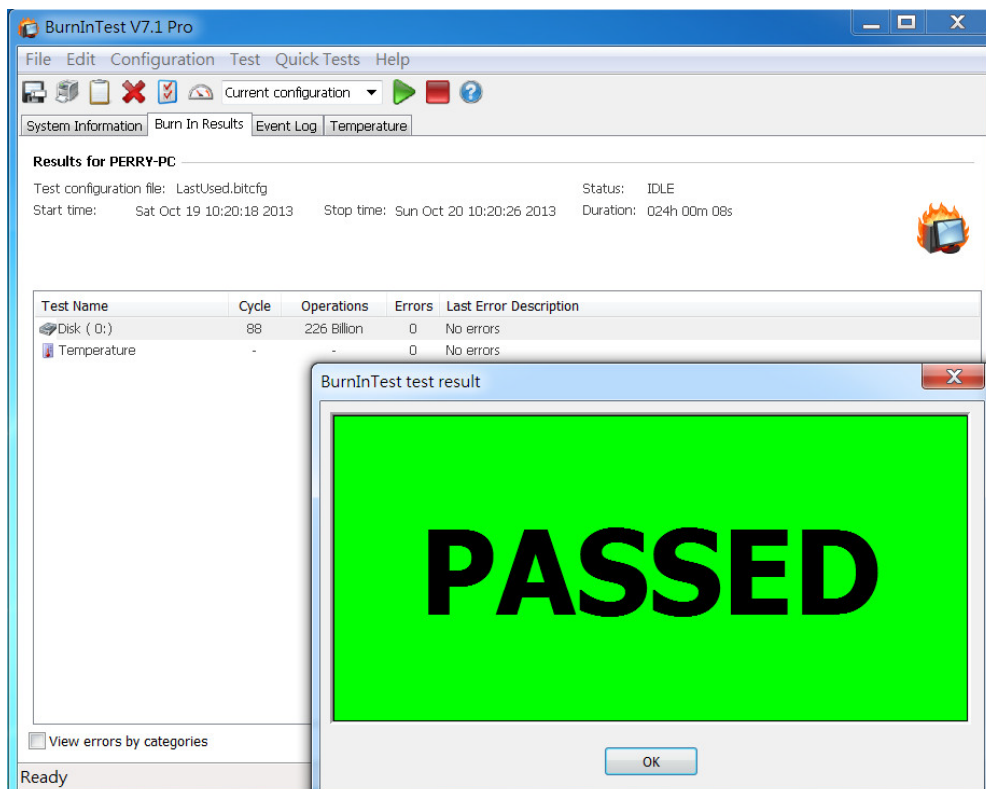 BurnInTest V7.1 Pro
File Edit Configuration Test Quick Tests Help
Current configuration
System Information Burn In Results Event Log Temperature
Results for PERRY-PC
Test configuration file: LastUsed.bitcfg Status: IDLE
Start time: Sat Oct 19 10:20:18 2013 Stop time: Sun Oct 20 10:20:26 2013 Duration: 024h 00m 08s
Test Name Cycle Operations Errors Last Error Description
Disk ( O:) 88 226 Billion 0 No errors
Temperature - - 0 No errors
BurnInTest test result
PASSED
OK
View errors by categories
Ready